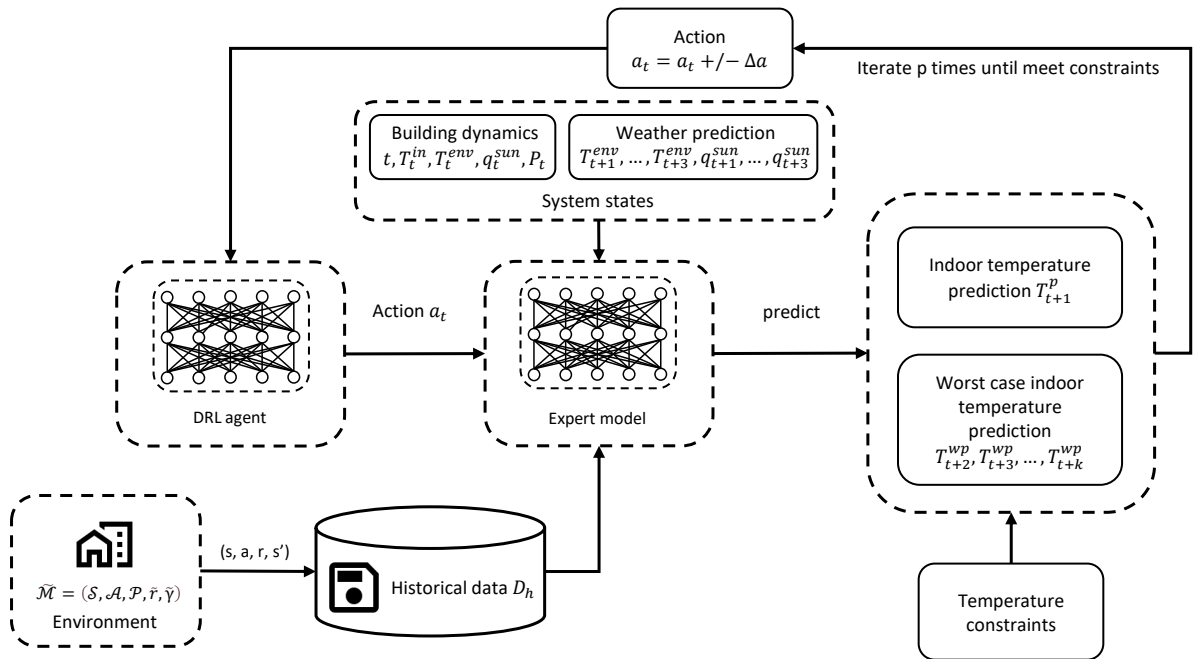 Action
a_t = a_t +/− Δa
Iterate p times until meet constraints
Building dynamics
t, T_t^{in}, T_t^{env}, q_t^{sun}, P_t
Weather prediction
T_{t+1}^{env}, …, T_{t+3}^{env}, q_{t+1}^{sun}, …, q_{t+3}^{sun}
System states
DRL agent
Action a_t
Expert model
predict
Indoor temperature
prediction T_{t+1}^{p}
Worst case indoor
temperature
prediction
T_{t+2}^{wp}, T_{t+3}^{wp}, …, T_{t+k}^{wp}
ℳ̃ = (𝒮, 𝒜, 𝒫, r̃, γ̃)
Environment
(s, a, r, s’)
Historical data D_h
Temperature
constraints